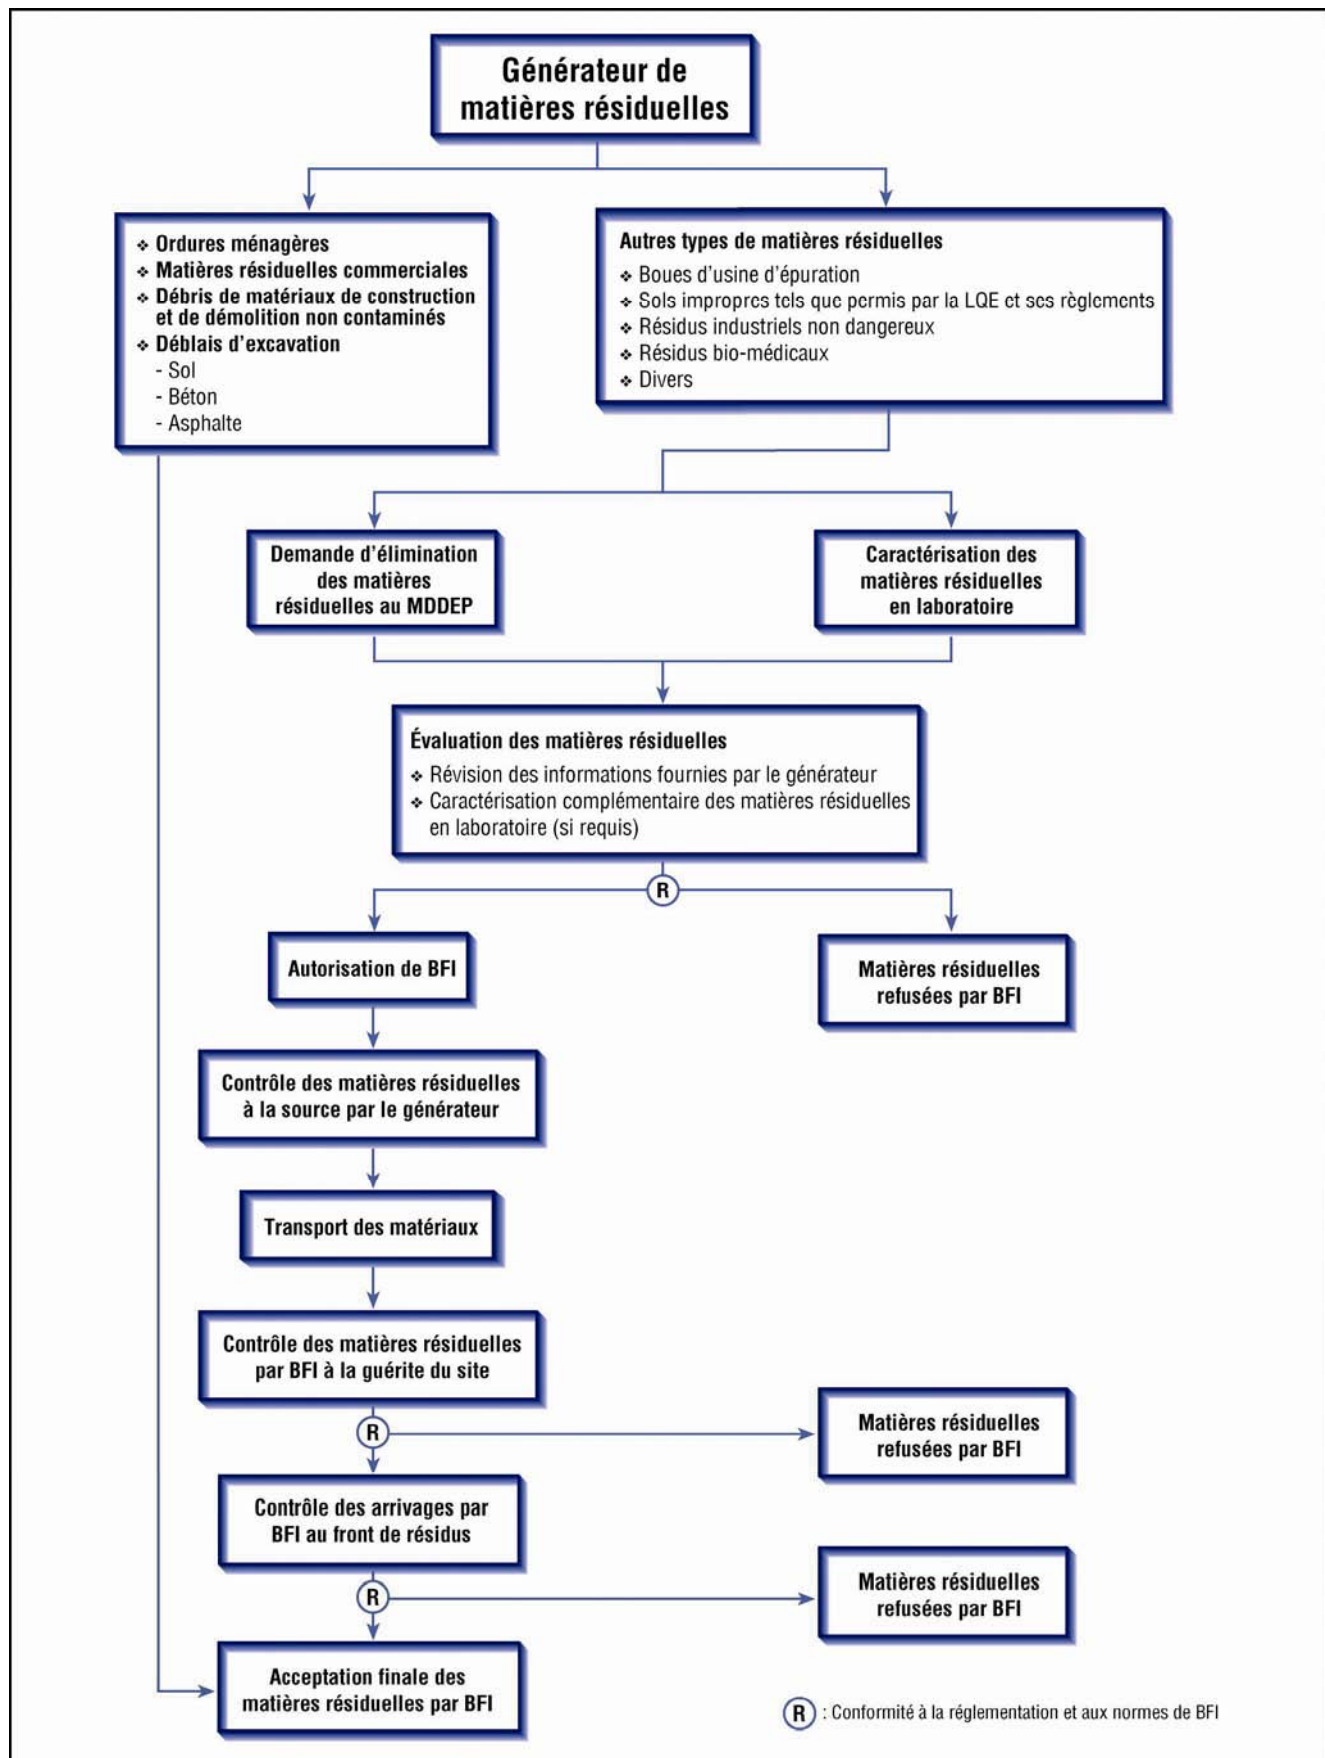 Générateur de
matières résiduelles
❖ Ordures ménagères
❖ Matières résiduelles commerciales
❖ Débris de matériaux de construction
et de démolition non contaminés
❖ Déblais d'excavation
- Sol
- Béton
- Asphalte
Autres types de matières résiduelles
❖ Boues d'usine d'épuration
❖ Sols impropres tels que permis par la LQE et ses règlements
❖ Résidus industriels non dangereux
❖ Résidus bio-médicaux
❖ Divers
Demande d'élimination
des matières
résiduelles au MDDEP
Caractérisation des
matières résiduelles
en laboratoire
Évaluation des matières résiduelles
❖ Révision des informations fournies par le générateur
❖ Caractérisation complémentaire des matières résiduelles
en laboratoire (si requis)
R
Autorisation de BFI
Matières résiduelles
refusées par BFI
Contrôle des matières résiduelles
à la source par le générateur
Transport des matériaux
Contrôle des matières résiduelles
par BFI à la guérite du site
R
Matières résiduelles
refusées par BFI
Contrôle des arrivages par
BFI au front de résidus
R
Matières résiduelles
refusées par BFI
Acceptation finale des
matières résiduelles par BFI
R : Conformité à la réglementation et aux normes de BFI